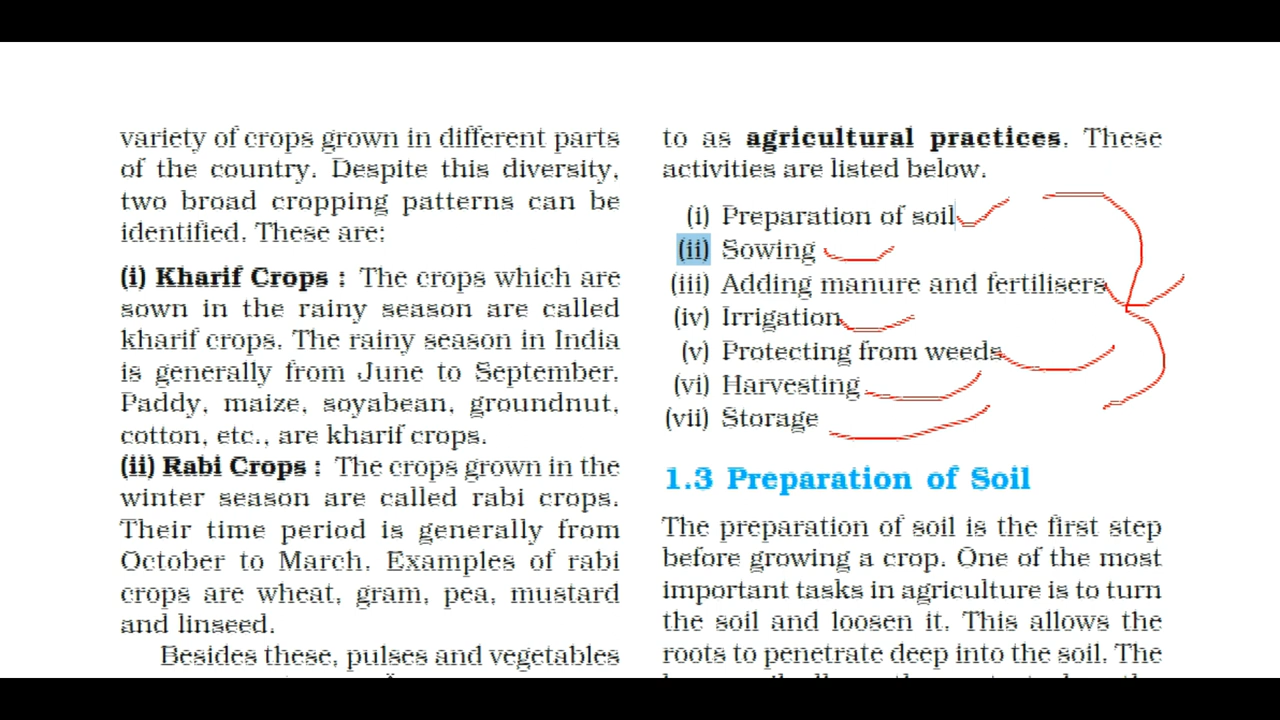 variety of crops grown in different parts
of the country. Despite this diversity,
two broad cropping patterns can be
identified. These are:
(i) Kharif Crops : The crops which are
sown in the rainy season are called
kharif crops. The rainy season in India
is generally from June to September.
Paddy, maize, soyabean, groundnut,
cotton, etc., are kharif crops.
(ii) Rabi Crops : The crops grown in the
winter season are called rabi crops.
Their time period is generally from
October to March. Examples of rabi
crops are wheat, gram, pea, mustard
and linseed.
Besides these, pulses and vegetables
to as agricultural practices. These
activities are listed below.
(i) Preparation of soil
(ii) Sowing
(iii) Adding manure and fertilisers
(iv) Irrigation
(v) Protecting from weeds
(vi) Harvesting
(vii) Storage
1.3 Preparation of Soil
The preparation of soil is the first step
before growing a crop. One of the most
important tasks in agriculture is to turn
the soil and loosen it. This allows the
roots to penetrate deep into the soil. The